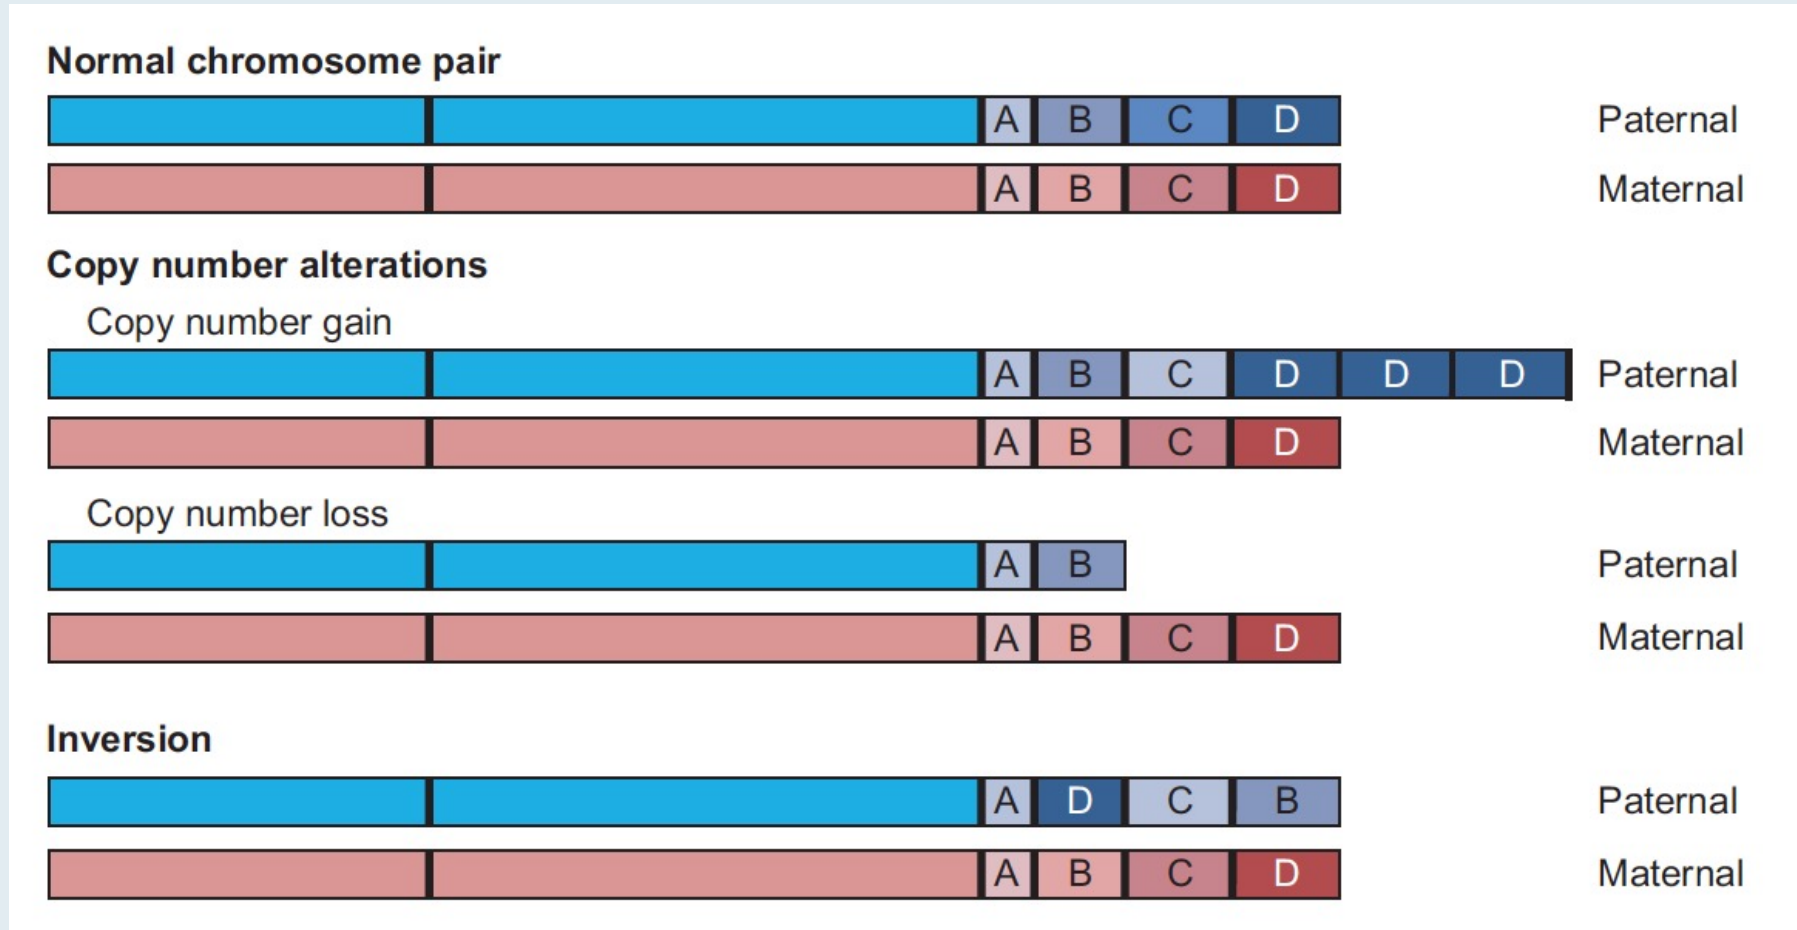 Normal chromosome pair
A B C D Paternal
A B C D Maternal
Copy number alterations
Copy number gain
A B C D D D Paternal
A B C D Maternal
Copy number loss
A B Paternal
A B C D Maternal
Inversion
A D C B Paternal
A B C D Maternal